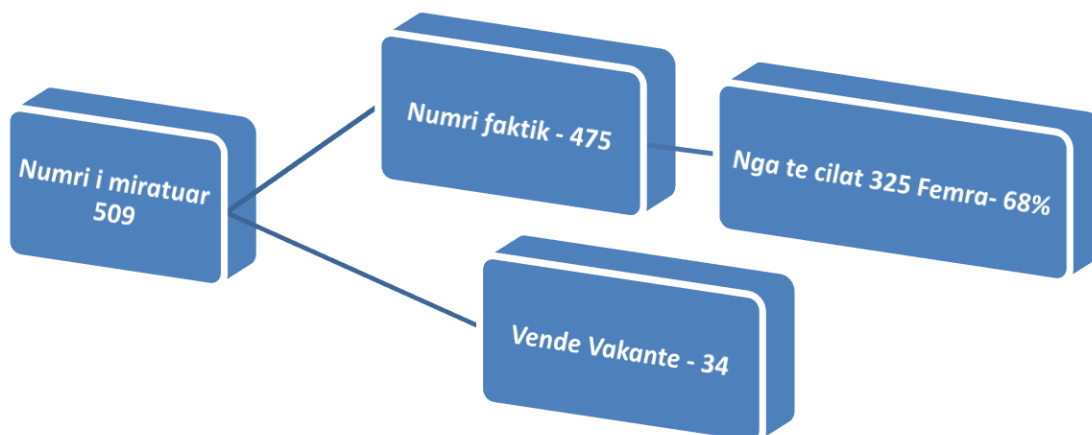 Numri i miratuar
509
Numri faktik - 475
Nga te cilat 325 Femra- 68%
Vende Vakante - 34